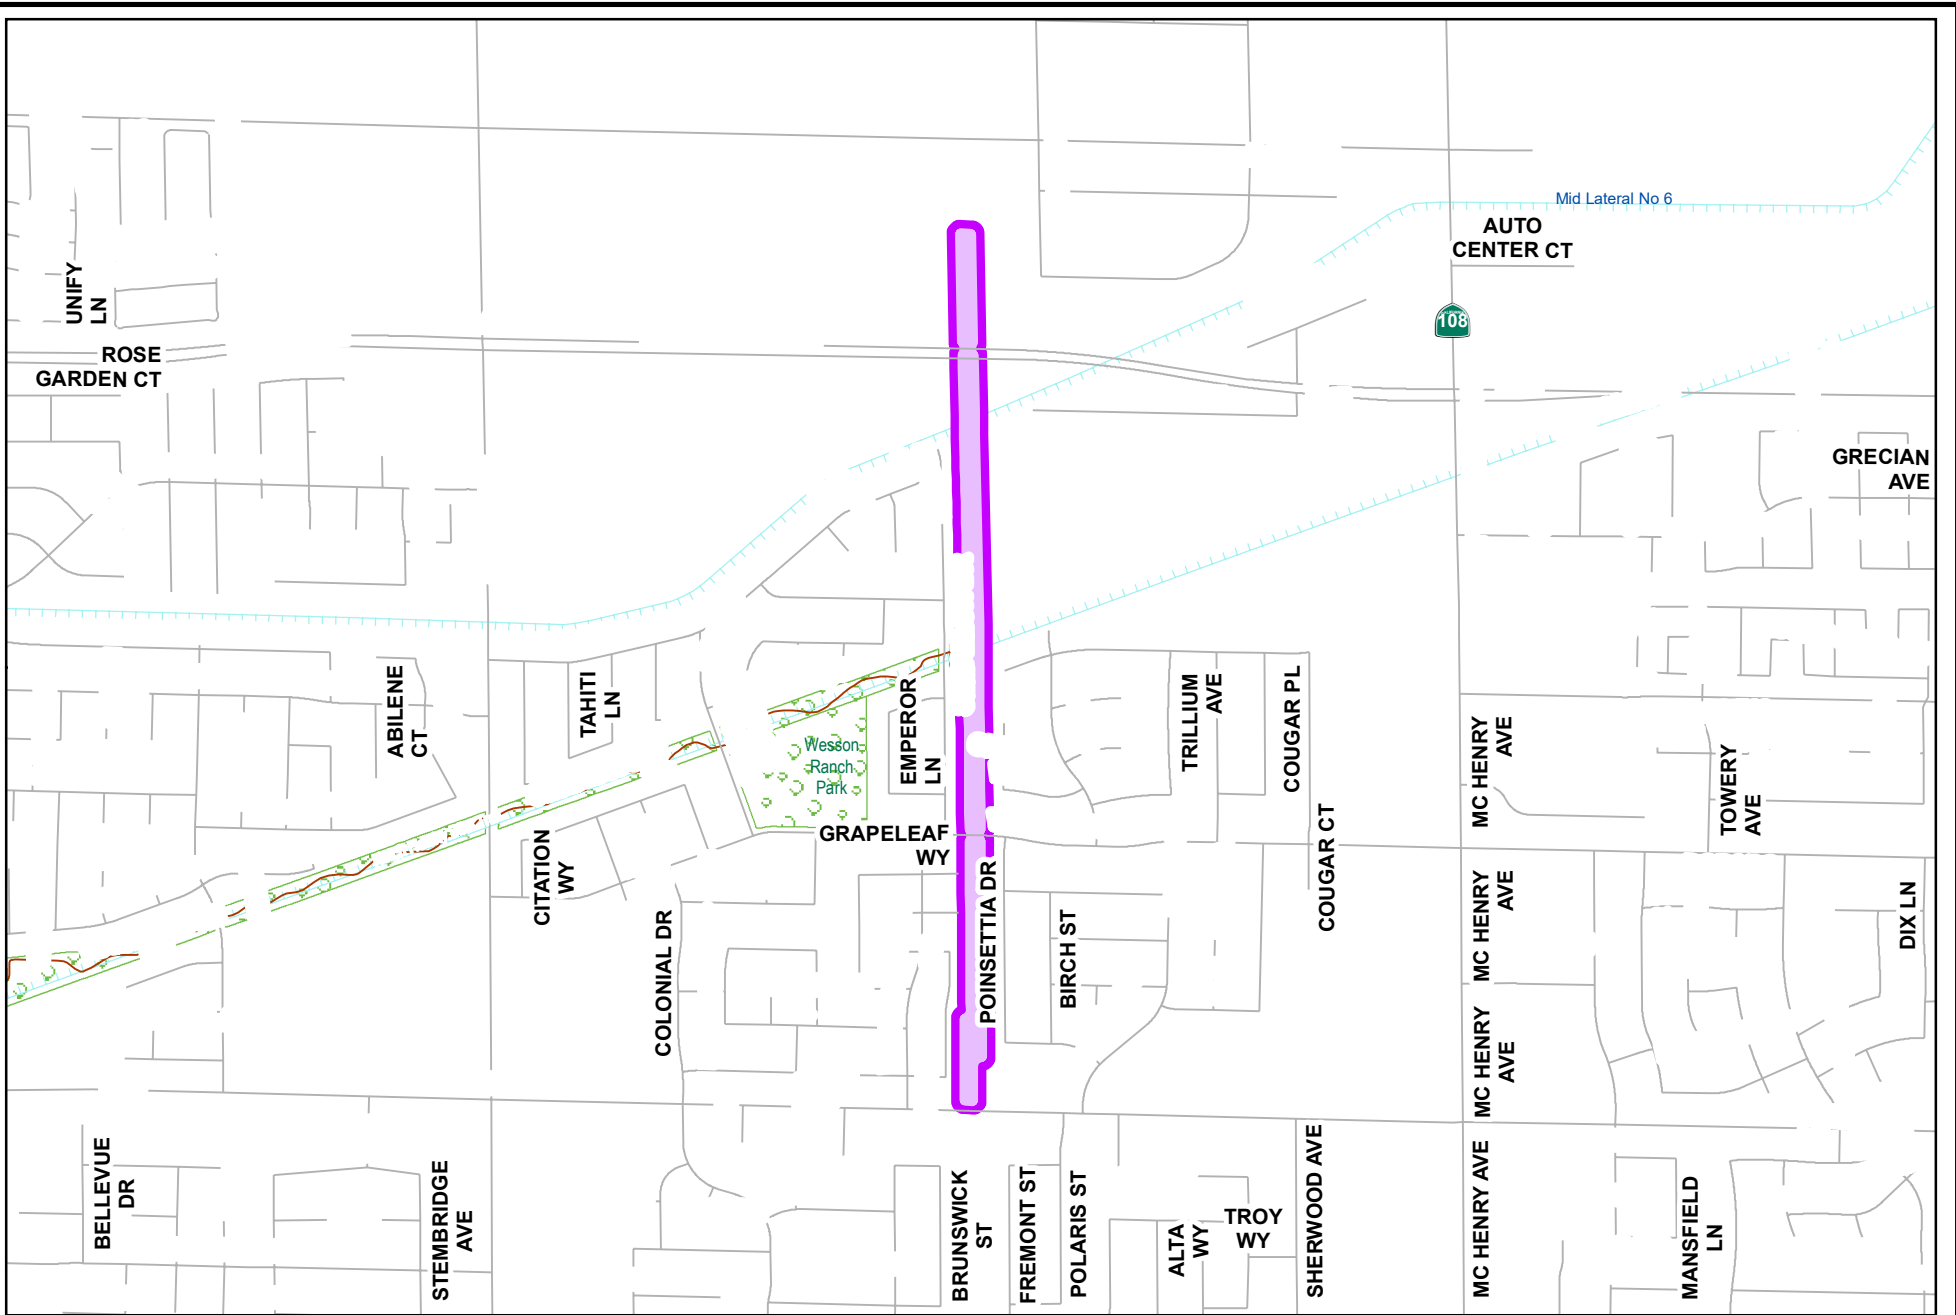 Mid Lateral No 6
AUTO
CENTER CT
UNIFY
LN
108
ROSE
GARDEN CT
GRECIAN
AVE
ABILENE
CT
TAHITI
LN
EMPEROR
LN
TRILLIUM
AVE
COUGAR PL
MC HENRY
AVE
TOWERY
AVE
Wesson
Ranch
Park
GRAPELEAF
WY
CITATION
WY
POINSETTIA DR
COUGAR CT
MC HENRY
AVE
DIX LN
COLONIAL DR
BIRCH ST
MC HENRY
AVE
BELLEVUE
DR
STEMBRIDGE
AVE
BRUNSWICK
ST
FREMONT ST
POLARIS ST
ALTA
WY
TROY
WY
SHERWOOD AVE
MC HENRY AVE
MANSFIELD
LN